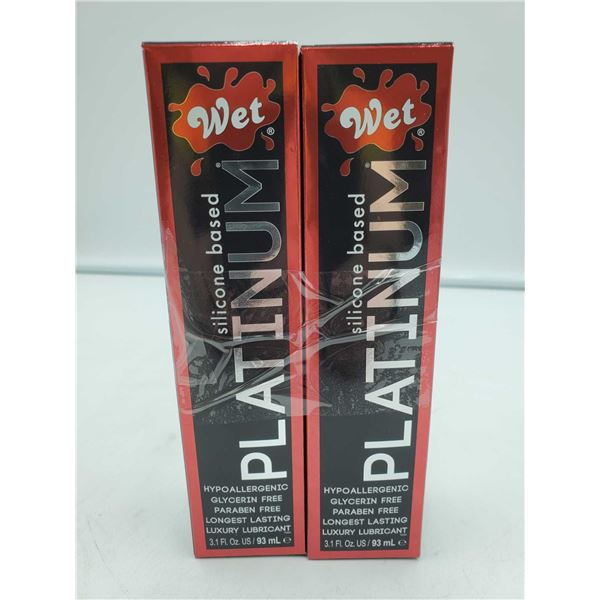 Wet®
silicone based
PLATINUM®
HYPOALLERGENIC
GLYCERIN FREE
PARABEN FREE
LONGEST LASTING
LUXURY LUBRICANT
3.1 Fl. Oz. US / 93 mL e
Wet®
silicone based
PLATINUM®
HYPOALLERGENIC
GLYCERIN FREE
PARABEN FREE
LONGEST LASTING
LUXURY LUBRICANT
3.1 Fl. Oz. US / 93 mL e